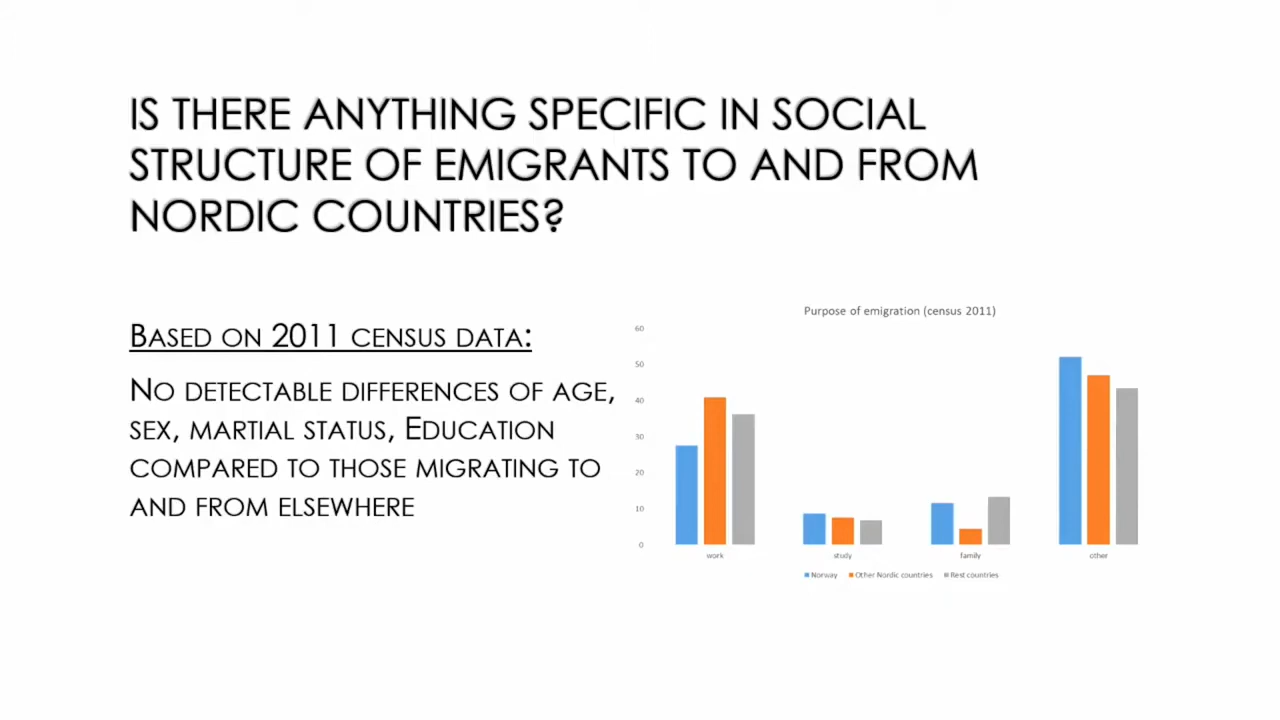 IS THERE ANYTHING SPECIFIC IN SOCIAL
STRUCTURE OF EMIGRANTS TO AND FROM
NORDIC COUNTRIES?
BASED ON 2011 CENSUS DATA:
NO DETECTABLE DIFFERENCES OF AGE,
SEX, MARTIAL STATUS, EDUCATION
COMPARED TO THOSE MIGRATING TO
AND FROM ELSEWHERE
Purpose of emigration (census 2011)
60
50
40
30
20
10
0
work study family other
Norway Other Nordic countries Rest countries